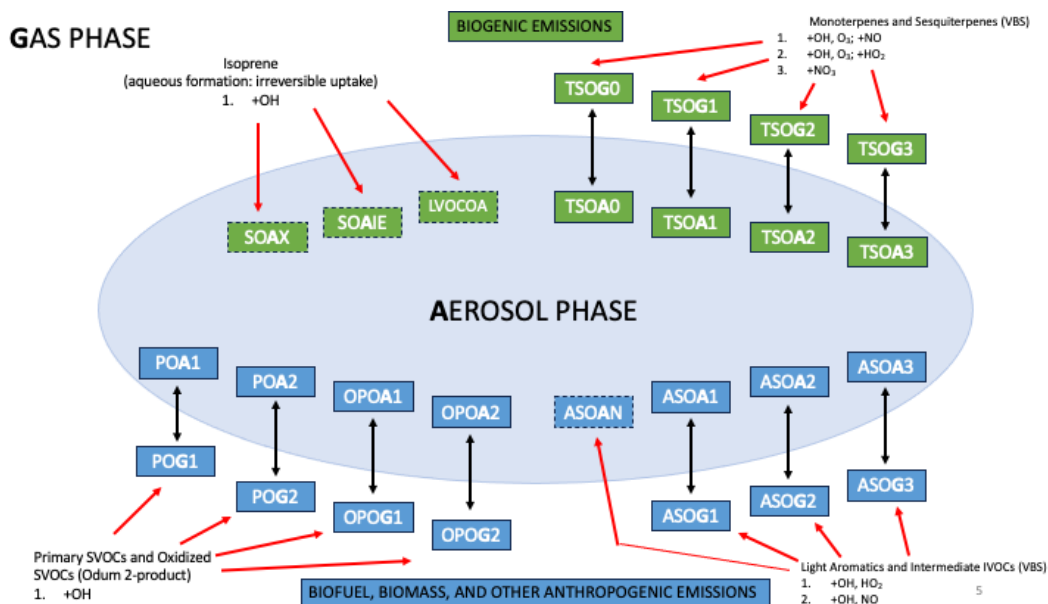 GAS PHASE
BIOGENIC EMISSIONS
Monoterpenes and Sesquiterpenes (VBS)
1. +OH, O₃; +NO
2. +OH, O₃; +HO₂
3. +NO₃
Isoprene
(aqueous formation: irreversible uptake)
1. +OH
TSOG0
TSOG1
TSOG2
TSOG3
SOAX
SOAIE
LVOCOA
TSOA0
TSOA1
TSOA2
TSOA3
AEROSOL PHASE
POA1
POA2
OPOA1
OPOA2
ASOAN
ASOA1
ASOA2
ASOA3
POG1
POG2
OPOG1
OPOG2
ASOG1
ASOG2
ASOG3
Primary SVOCs and Oxidized
SVOCs (Odum 2-product)
1. +OH
BIOFUEL, BIOMASS, AND OTHER ANTHROPOGENIC EMISSIONS
Light Aromatics and Intermediate IVOCs (VBS)
1. +OH, HO₂
2. +OH, NO
5